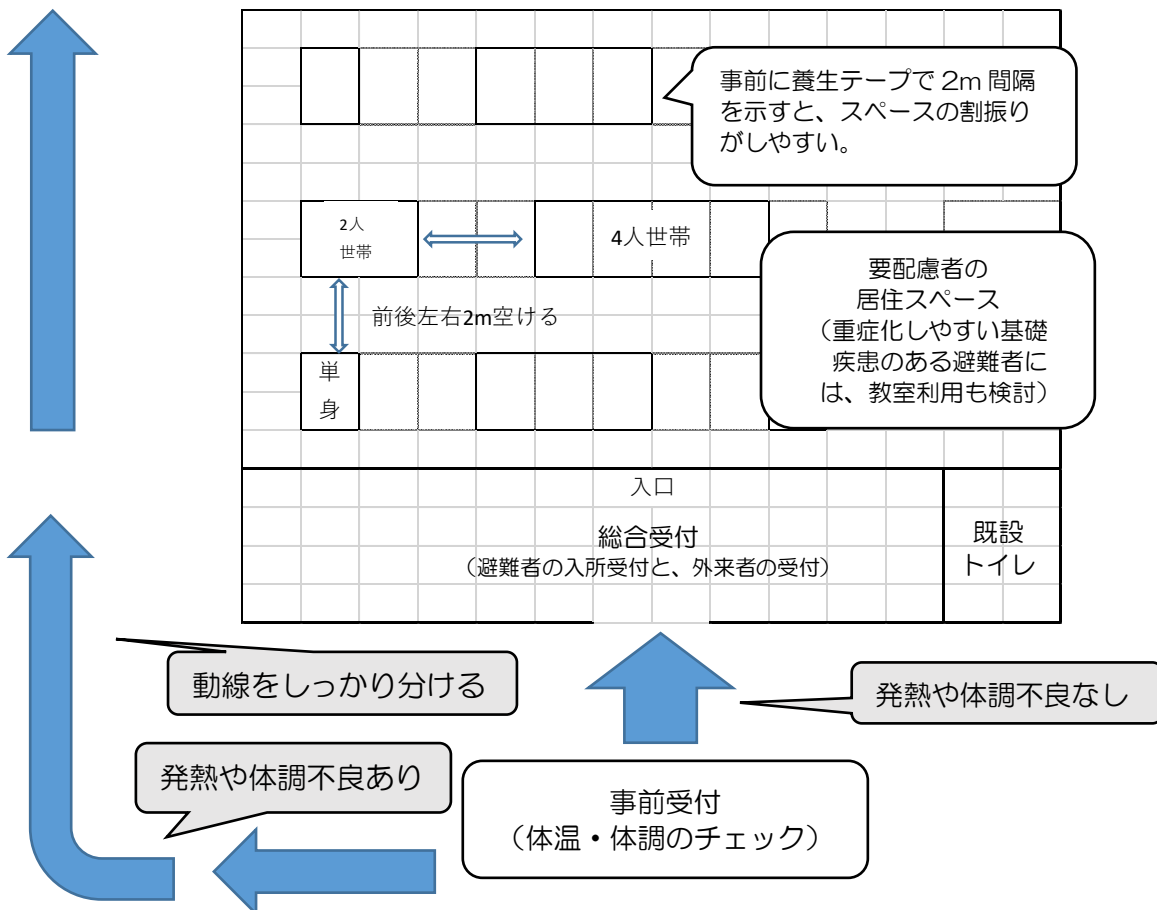 事前に養生テープで 2m 間隔
を示すと、スペースの割振り
がしやすい。
2人
世帯
4人世帯
要配慮者の
居住スペース
（重症化しやすい基礎
疾患のある避難者に
は、教室利用も検討）
前後左右2m空ける
単
身
入口
総合受付
（避難者の入所受付と、外来者の受付）
既設
トイレ
動線をしっかり分ける
発熱や体調不良なし
発熱や体調不良あり
事前受付
（体温・体調のチェック）